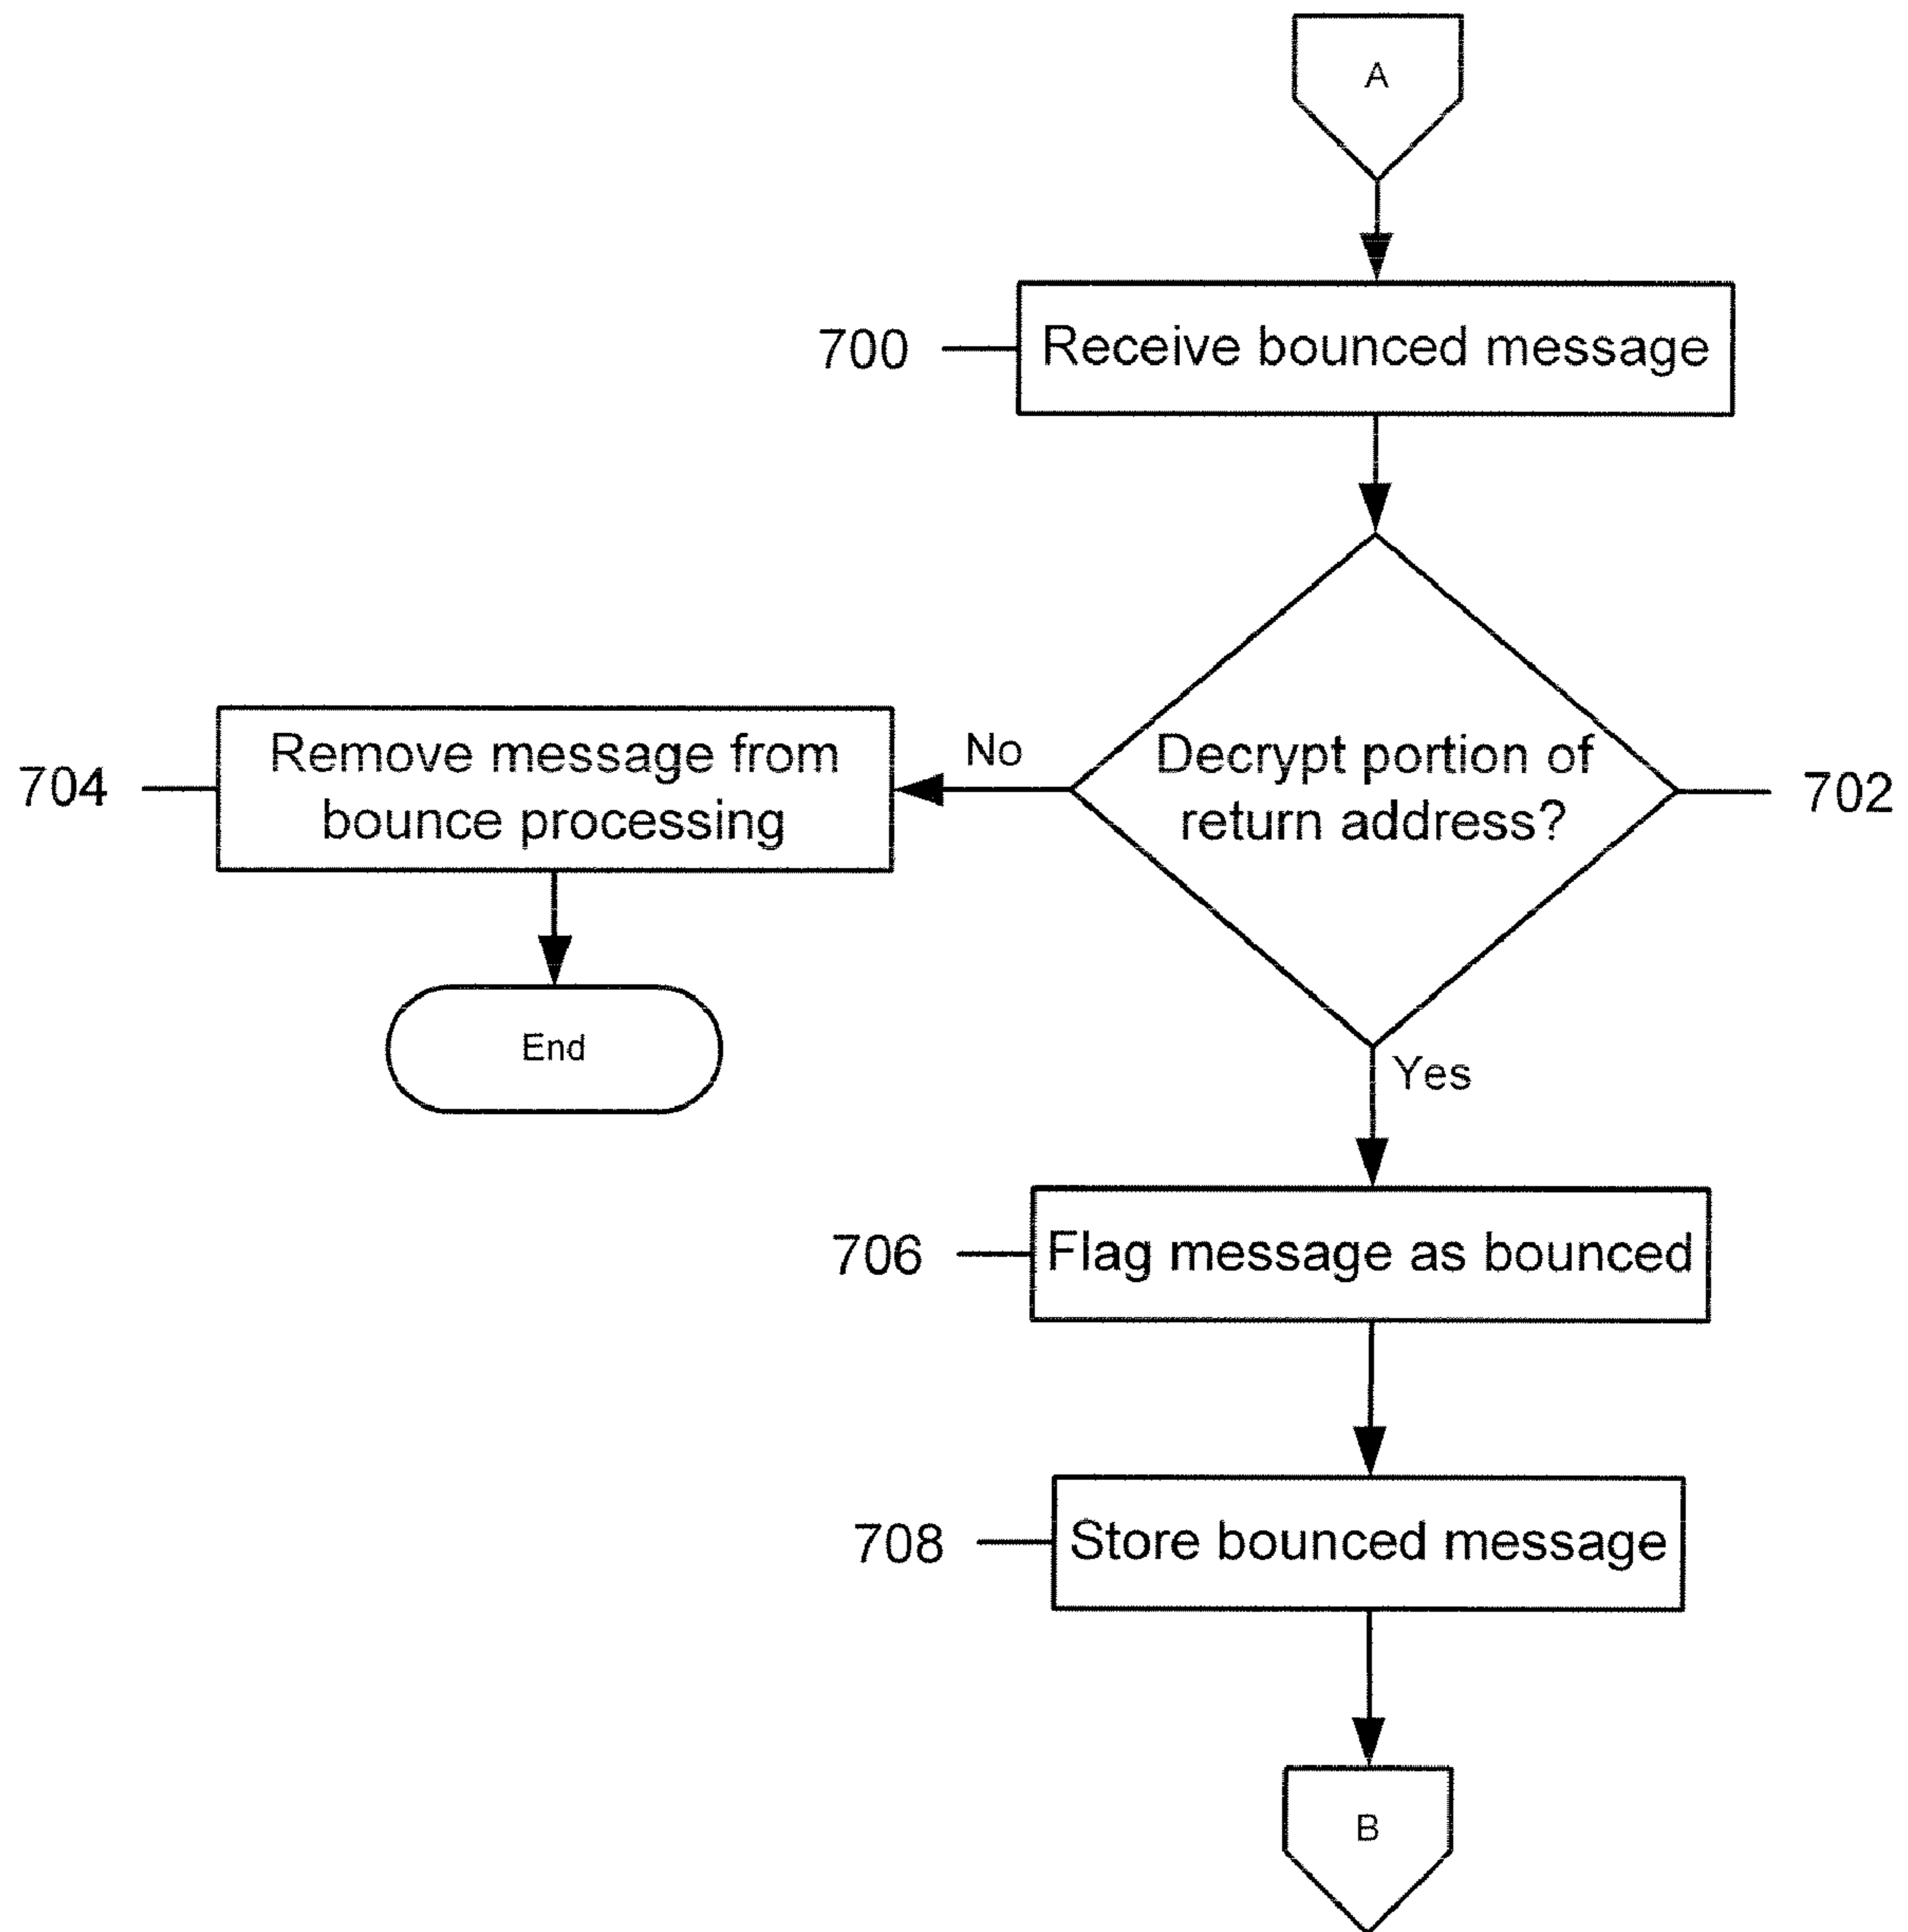 A
700
Receive bounced message
704
Remove message from
bounce processing
No
Decrypt portion of
return address?
702
End
Yes
706
Flag message as bounced
708
Store bounced message
B